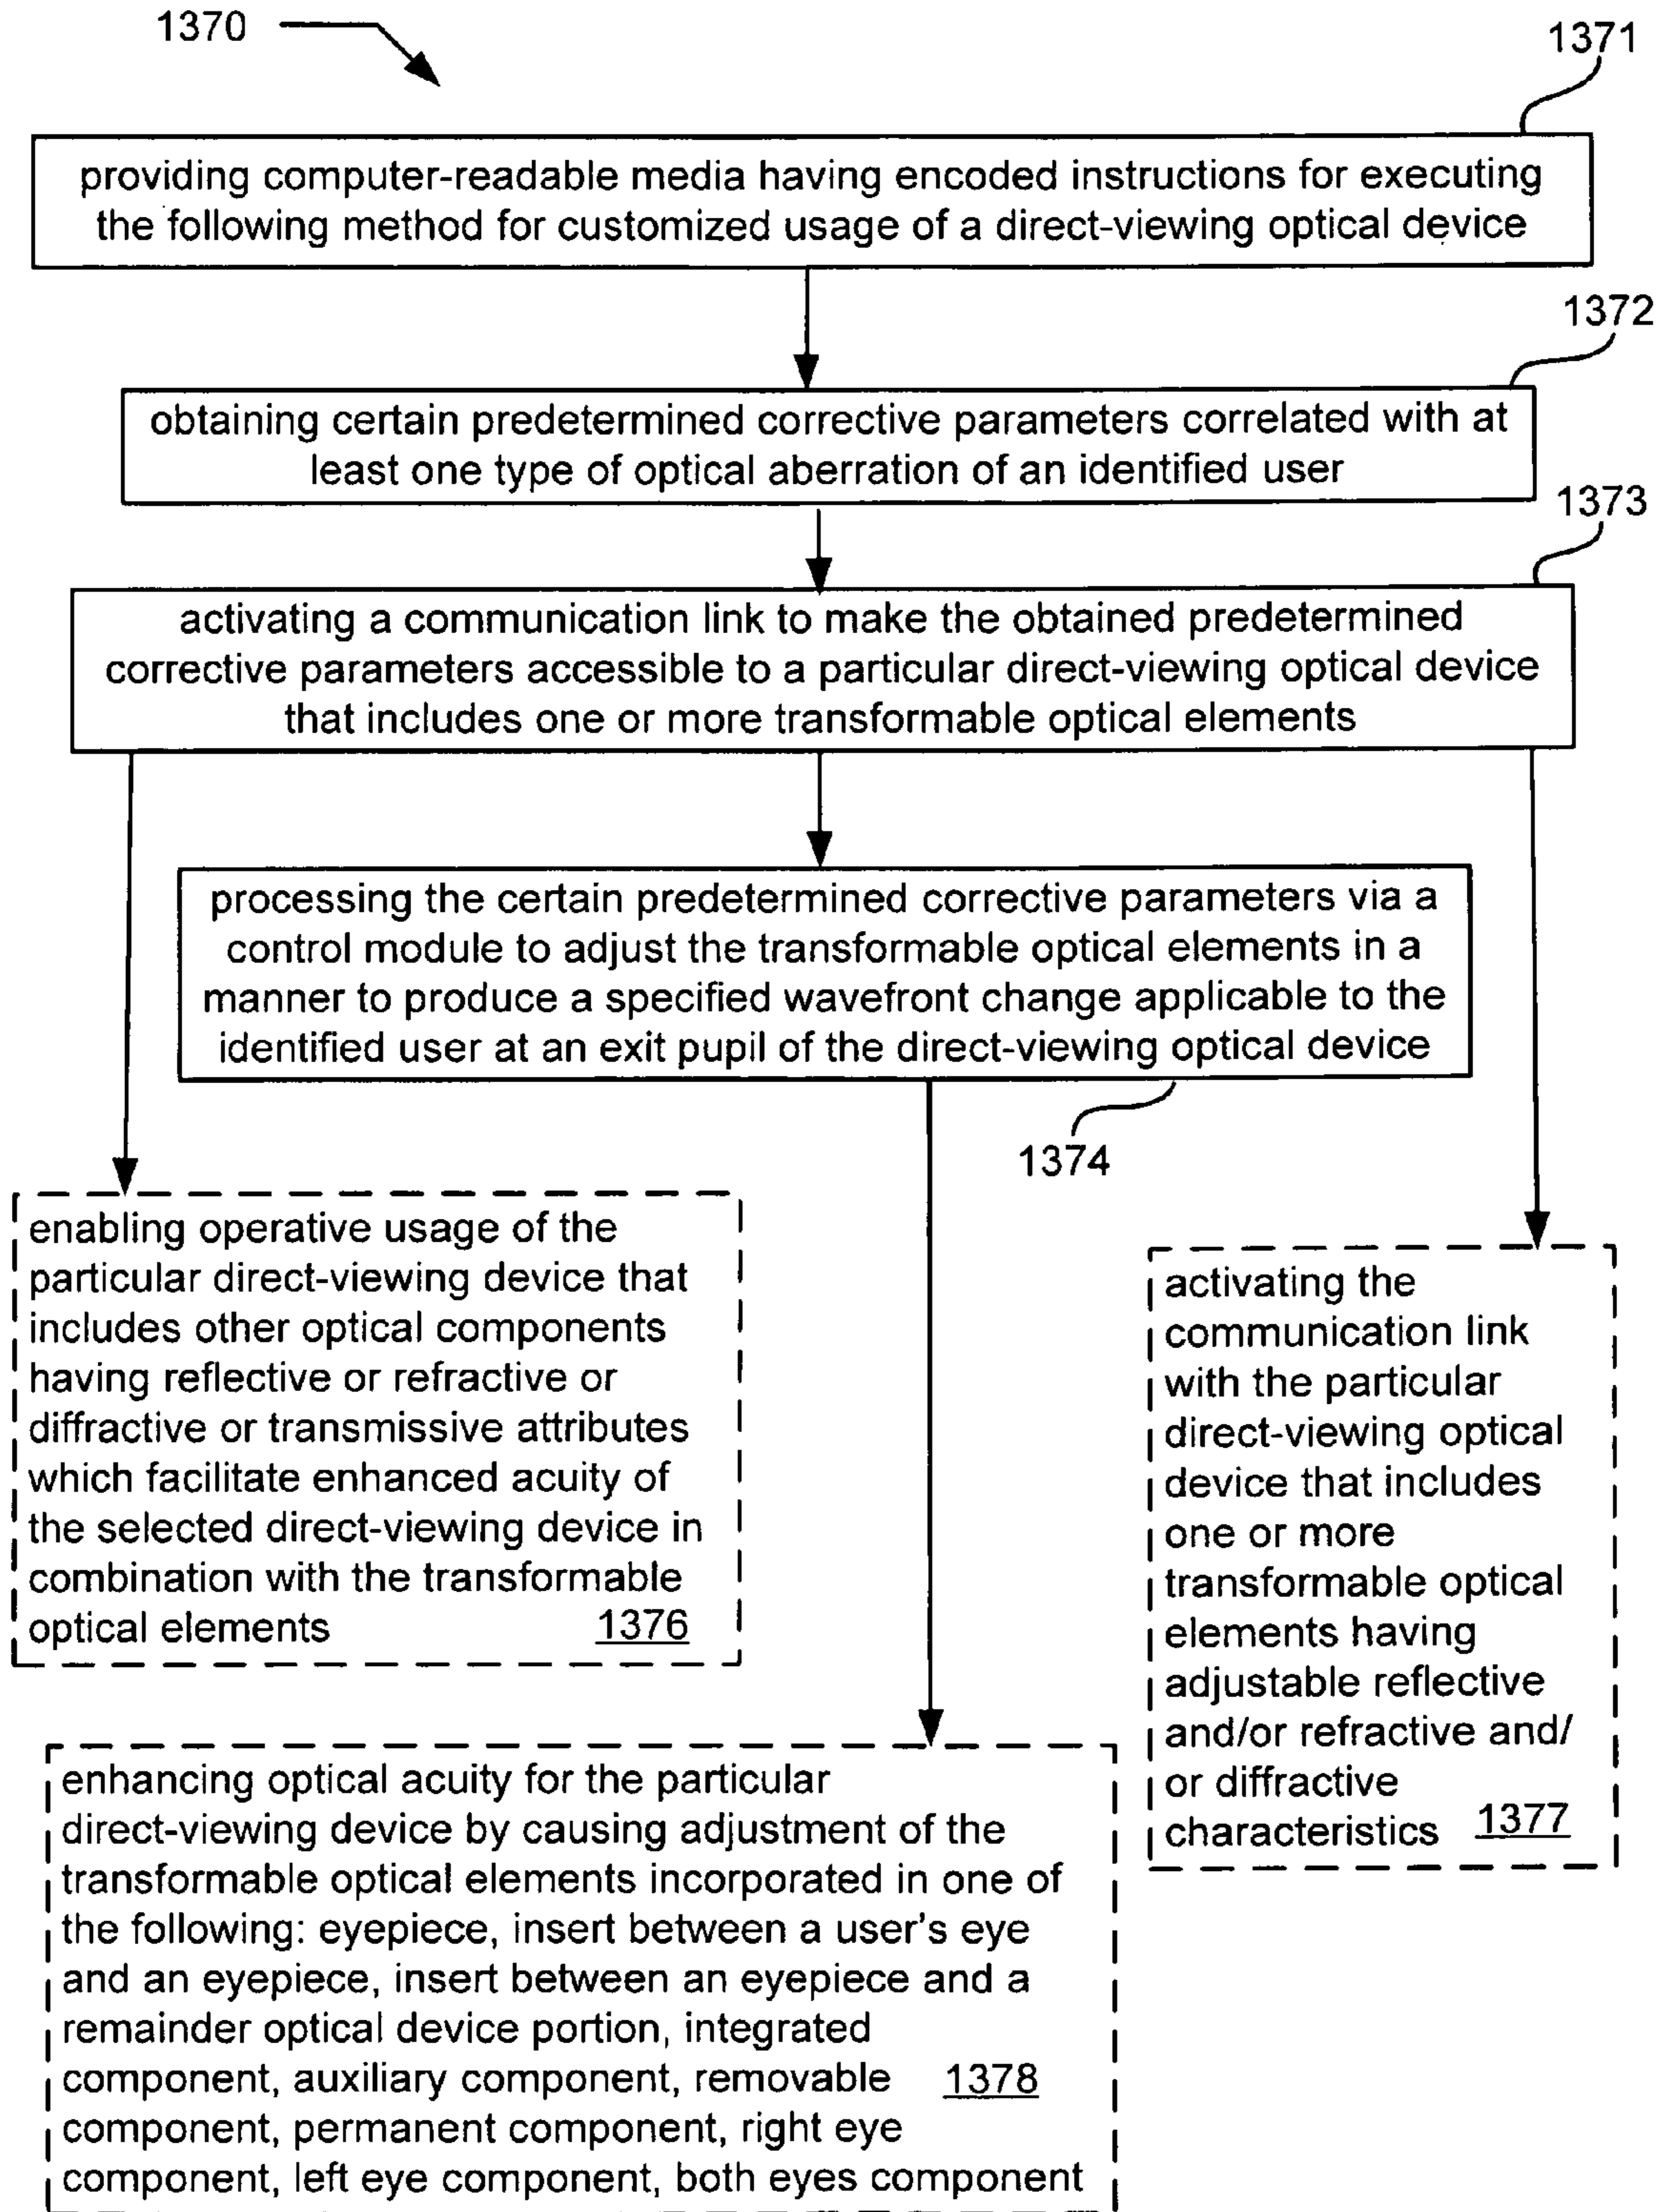 1370
1371
providing computer-readable media having encoded instructions for executing
the following method for customized usage of a direct-viewing optical device
1372
obtaining certain predetermined corrective parameters correlated with at
least one type of optical aberration of an identified user
1373
activating a communication link to make the obtained predetermined
corrective parameters accessible to a particular direct-viewing optical device
that includes one or more transformable optical elements
processing the certain predetermined corrective parameters via a
control module to adjust the transformable optical elements in a
manner to produce a specified wavefront change applicable to the
identified user at an exit pupil of the direct-viewing optical device
1374
enabling operative usage of the
particular direct-viewing device that
includes other optical components
having reflective or refractive or
diffractive or transmissive attributes
which facilitate enhanced acuity of
the selected direct-viewing device in
combination with the transformable
optical elements 1376
activating the
communication link
with the particular
direct-viewing optical
device that includes
one or more
transformable optical
elements having
adjustable reflective
and/or refractive and/
or diffractive
characteristics 1377
enhancing optical acuity for the particular
direct-viewing device by causing adjustment of the
transformable optical elements incorporated in one of
the following: eyepiece, insert between a user's eye
and an eyepiece, insert between an eyepiece and a
remainder optical device portion, integrated
component, auxiliary component, removable 1378
component, permanent component, right eye
component, left eye component, both eyes component